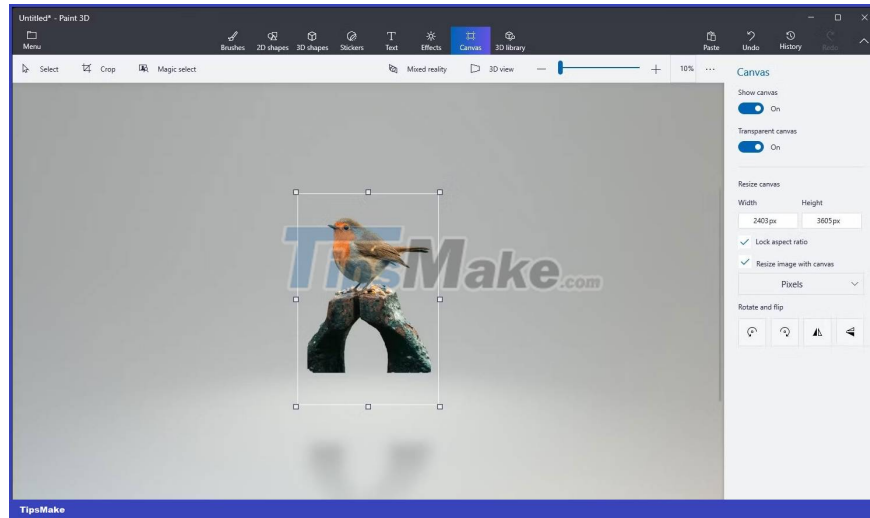 Untitled* - Paint 3D
Menu
Brushes 2D shapes 3D shapes Stickers Text Effects Canvas 3D library Paste Undo History Redo
Select Crop Magic select Mixed reality 3D view 10% ...
Canvas
Show canvas
On
Transparent canvas
On
Resize canvas
Width Height
2403px 3605px
Lock aspect ratio
Resize image with canvas
Pixels
Rotate and flip
TipsMake.com
TipsMake